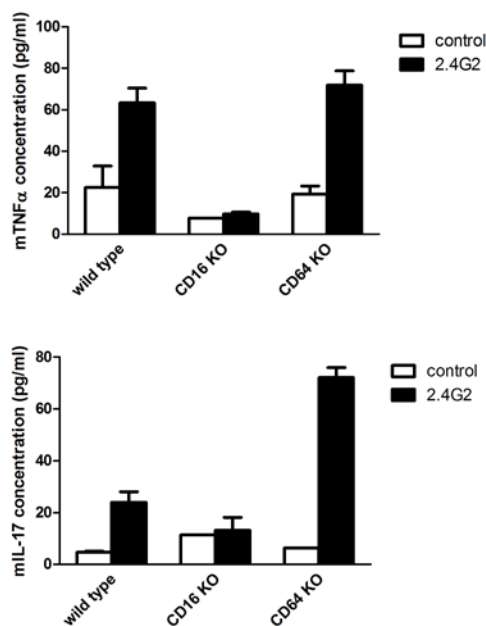 mTNFα concentration (pg/ml)
100
80
60
40
20
0
wild type
CD16 KO
CD64 KO
control
2.4G2
mIL-17 concentration (pg/ml)
80
60
40
20
0
wild type
CD16 KO
CD64 KO
control
2.4G2